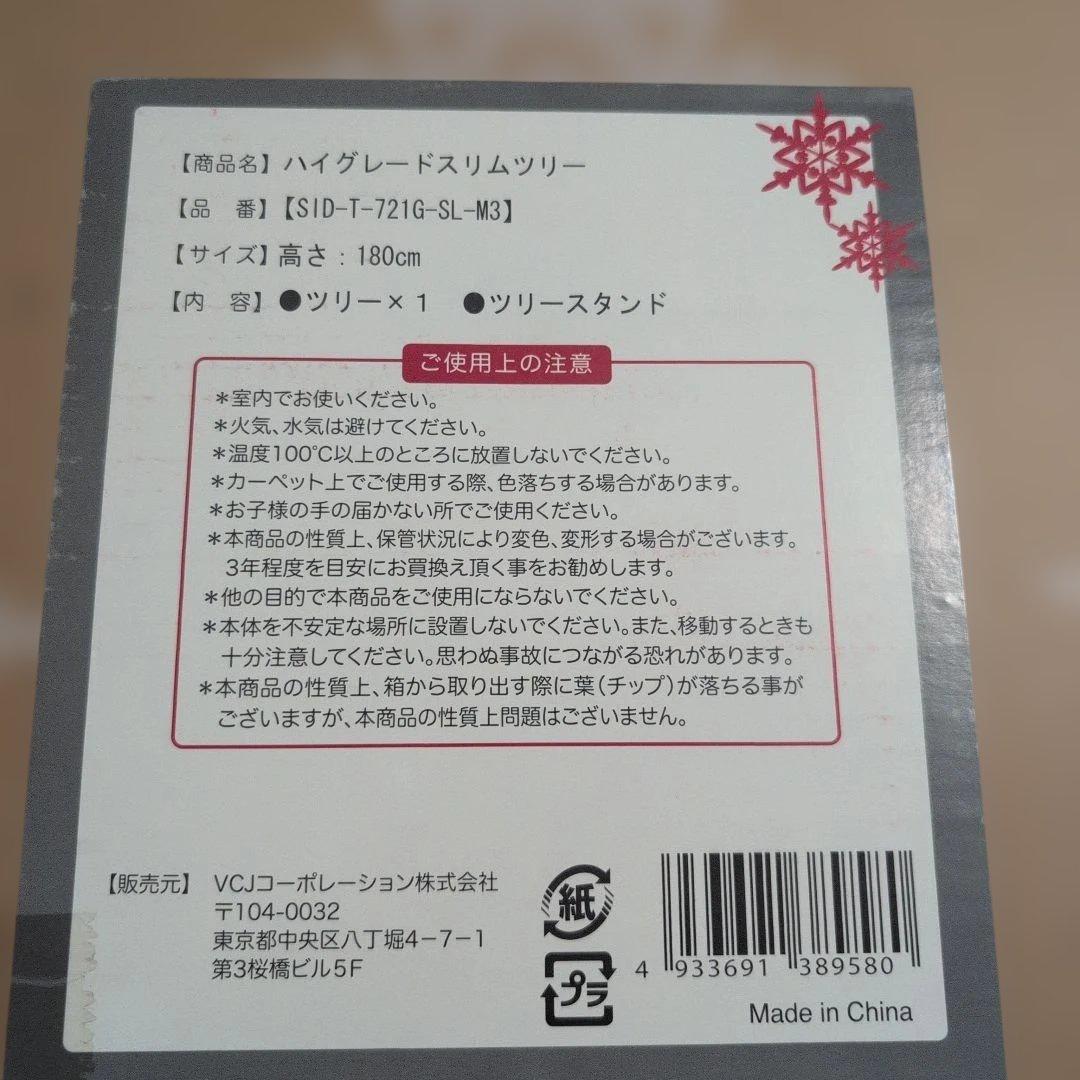 【商品名】ハイグレードスリムツリー
【品　番】【SID-T-721G-SL-M3】
【サイズ】高さ：180cm
【内　容】●ツリー×1　●ツリースタンド
ご使用上の注意
＊室内でお使いください。
＊火気、水気は避けてください。
＊温度100℃以上のところに放置しないでください。
＊カーペット上でご使用する際、色落ちする場合があります。
＊お子様の手の届かない所でご使用ください。
＊本商品の性質上、保管状況により変色、変形する場合がございます。
3年程度を目安にお買換え頂く事をお勧めします。
＊他の目的で本商品をご使用にならないでください。
＊本体を不安定な場所に設置しないでください。また、移動するときも
十分注意してください。思わぬ事故につながる恐れがあります。
＊本商品の性質上、箱から取り出す際に葉（チップ）が落ちる事が
ございますが、本商品の性質上問題はございません。
【販売元】 VCJコーポレーション株式会社
〒104-0032
東京都中央区八丁堀4－7－1
第3桜橋ビル5F
紙
プラ
4 933691 389580
Made in China